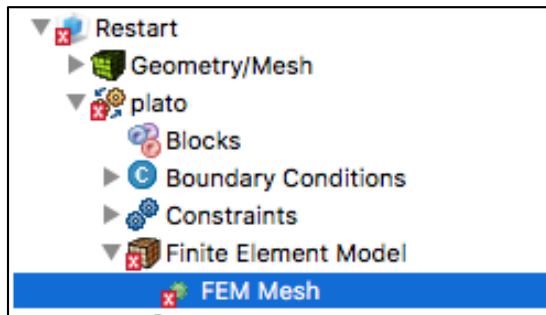 Restart
Geometry/Mesh
plato
Blocks
C Boundary Conditions
Constraints
Finite Element Model
FEM Mesh